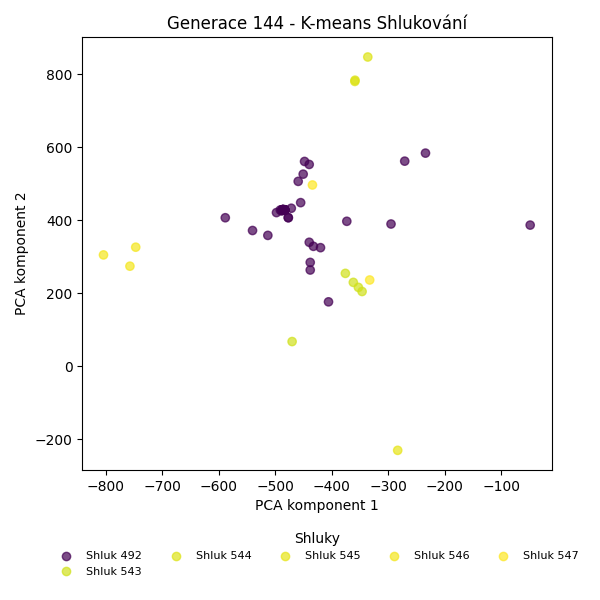 Generace 144 - K-means Shlukování
800
600
400
200
0
−200
PCA komponent 2
−800 −700 −600 −500 −400 −300 −200 −100
PCA komponent 1
Shluky
Shluk 492 Shluk 544 Shluk 545 Shluk 546 Shluk 547
Shluk 543